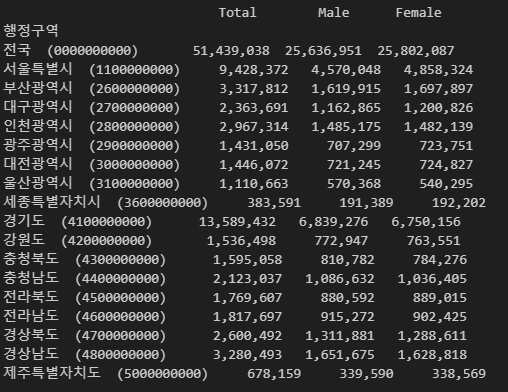 Total Male Female
행정구역
전국 (0000000000) 51,439,038 25,636,951 25,802,087
서울특별시 (1100000000) 9,428,372 4,570,048 4,858,324
부산광역시 (2600000000) 3,317,812 1,619,915 1,697,897
대구광역시 (2700000000) 2,363,691 1,162,865 1,200,826
인천광역시 (2800000000) 2,967,314 1,485,175 1,482,139
광주광역시 (2900000000) 1,431,050 707,299 723,751
대전광역시 (3000000000) 1,446,072 721,245 724,827
울산광역시 (3100000000) 1,110,663 570,368 540,295
세종특별자치시 (3600000000) 383,591 191,389 192,202
경기도 (4100000000) 13,589,432 6,839,276 6,750,156
강원도 (4200000000) 1,536,498 772,947 763,551
충청북도 (4300000000) 1,595,058 810,782 784,276
충청남도 (4400000000) 2,123,037 1,086,632 1,036,405
전라북도 (4500000000) 1,769,607 880,592 889,015
전라남도 (4600000000) 1,817,697 915,272 902,425
경상북도 (4700000000) 2,600,492 1,311,881 1,288,611
경상남도 (4800000000) 3,280,493 1,651,675 1,628,818
제주특별자치도 (5000000000) 678,159 339,590 338,569